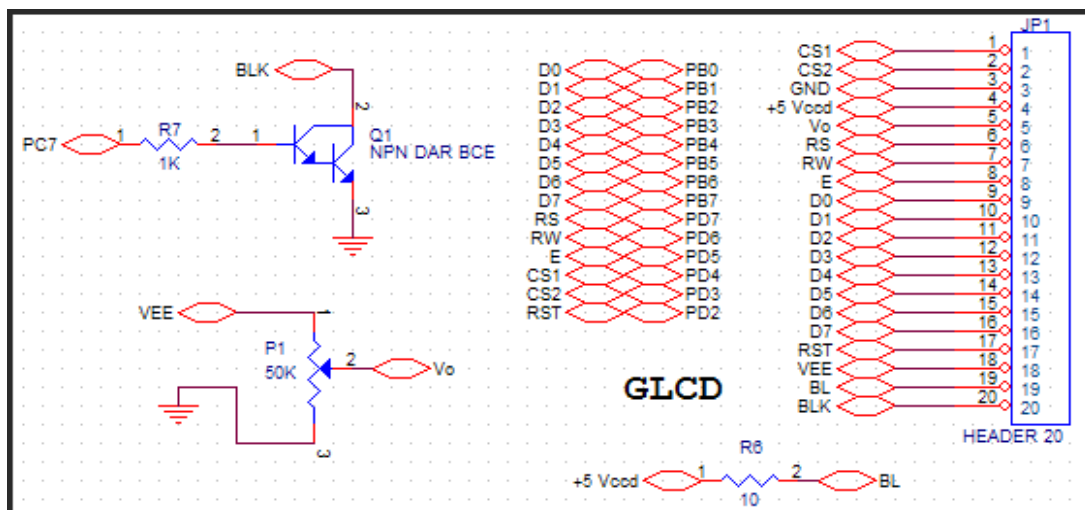 BLK
2
Q1
NPN DAR BCE
PC7
1
R7
2
1
1K
3
VEE
1
P1
50K
2
Vo
3
D0 PB0
D1 PB1
D2 PB2
D3 PB3
D4 PB4
D5 PB5
D6 PB6
D7 PB7
RS PD7
RW PD6
E PD5
CS1 PD4
CS2 PD3
RST PD2
GLCD
JP1
CS1 1 1
CS2 2 2
GND 3 3
+5 Vccd 4 4
Vo 5 5
RS 6 6
RW 7 7
E 8 8
D0 9 9
D1 10 10
D2 11 11
D3 12 12
D4 13 13
D5 14 14
D6 15 15
D7 16 16
RST 17 17
VEE 18 18
BL 19 19
BLK 20 20
HEADER 20
R6
+5 Vccd 1 2 BL
10